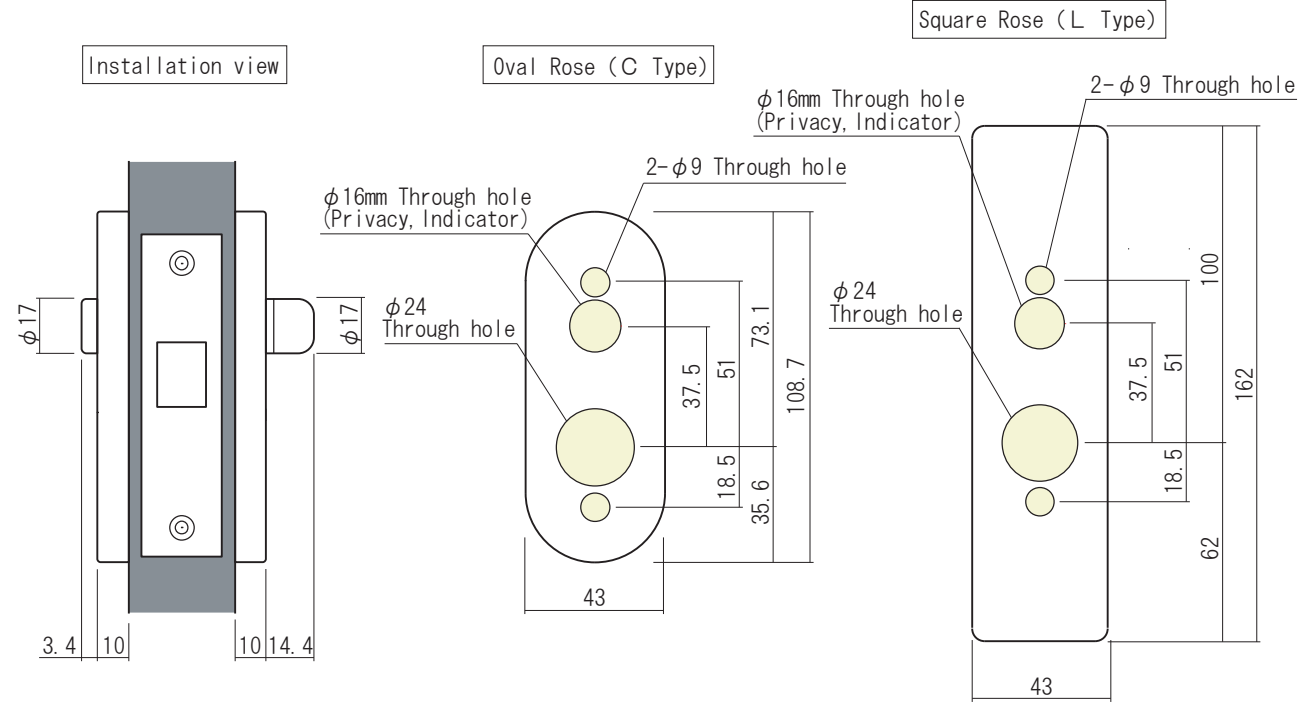 Installation view
φ17
φ17
3.4
10
10
14.4
Oval Rose (C Type)
2-φ9 Through hole
φ16mm Through hole
(Privacy, Indicator)
φ24
Through hole
73.1
51
37.5
108.7
18.5
35.6
43
Square Rose (L Type)
2-φ9 Through hole
φ16mm Through hole
(Privacy, Indicator)
φ24
Through hole
100
51
37.5
162
18.5
62
43